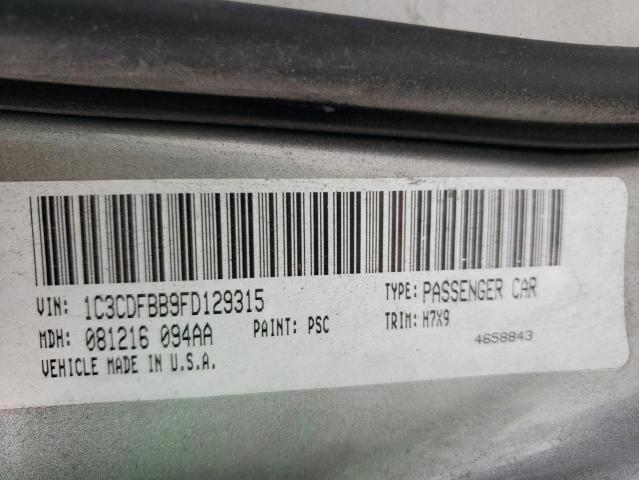 VIN: 1C3CDFBB9FD129315
TYPE: PASSENGER CAR
MDH: 081216 094AA
PAINT: PSC
TRIM: H7X9
VEHICLE MADE IN U.S.A.
4658843